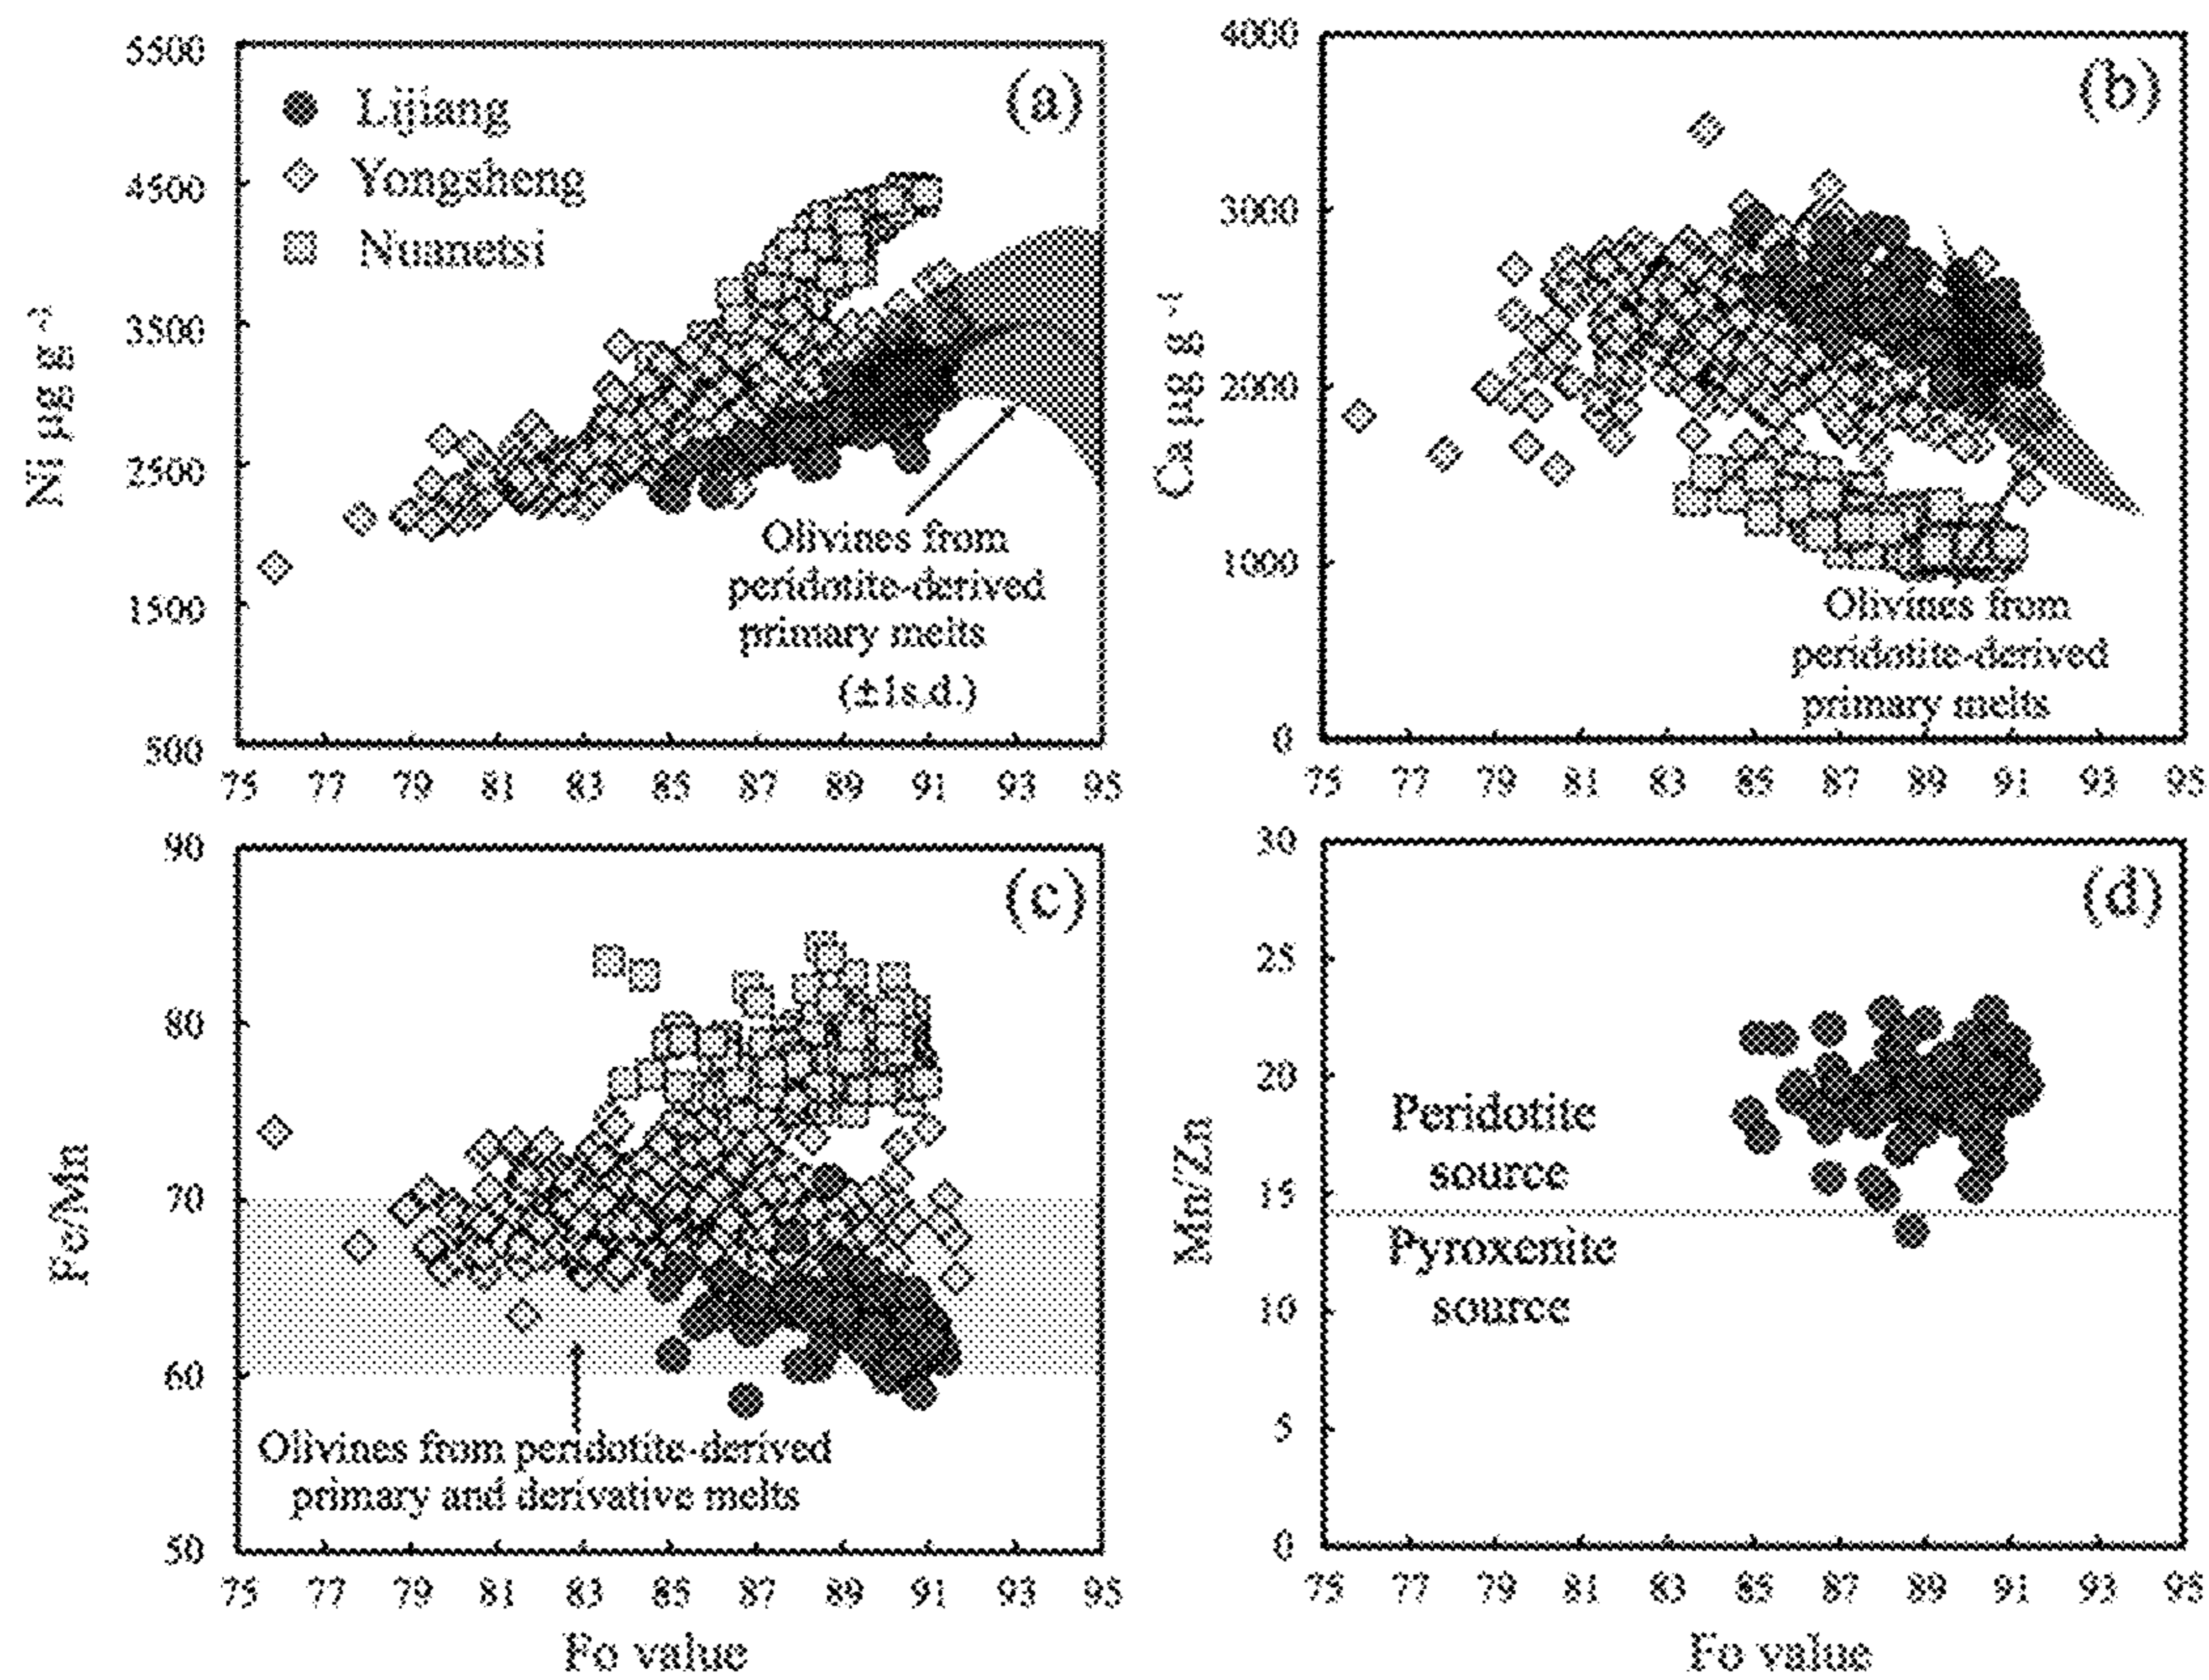 5500
4500
3500
2500
1500
500
Ni µg g⁻¹
(a)
Lijiang
Yongsheng
Nuanetsi
Olivines from
peridotite-derived
primary melts
(±1s.d.)
75 77 79 81 83 85 87 89 91 93 95
4000
3000
2000
1000
0
Ca µg g⁻¹
(b)
Olivines from
peridotite-derived
primary melts
75 77 79 81 83 85 87 89 91 93 95
90
80
70
60
50
Fe/Mn
(c)
Olivines from peridotite-derived
primary and derivative melts
75 77 79 81 83 85 87 89 91 93 95
Fo value
30
25
20
15
10
5
0
Mn/Zn
(d)
Peridotite
source
Pyroxenite
source
75 77 79 81 83 85 87 89 91 93 95
Fo value